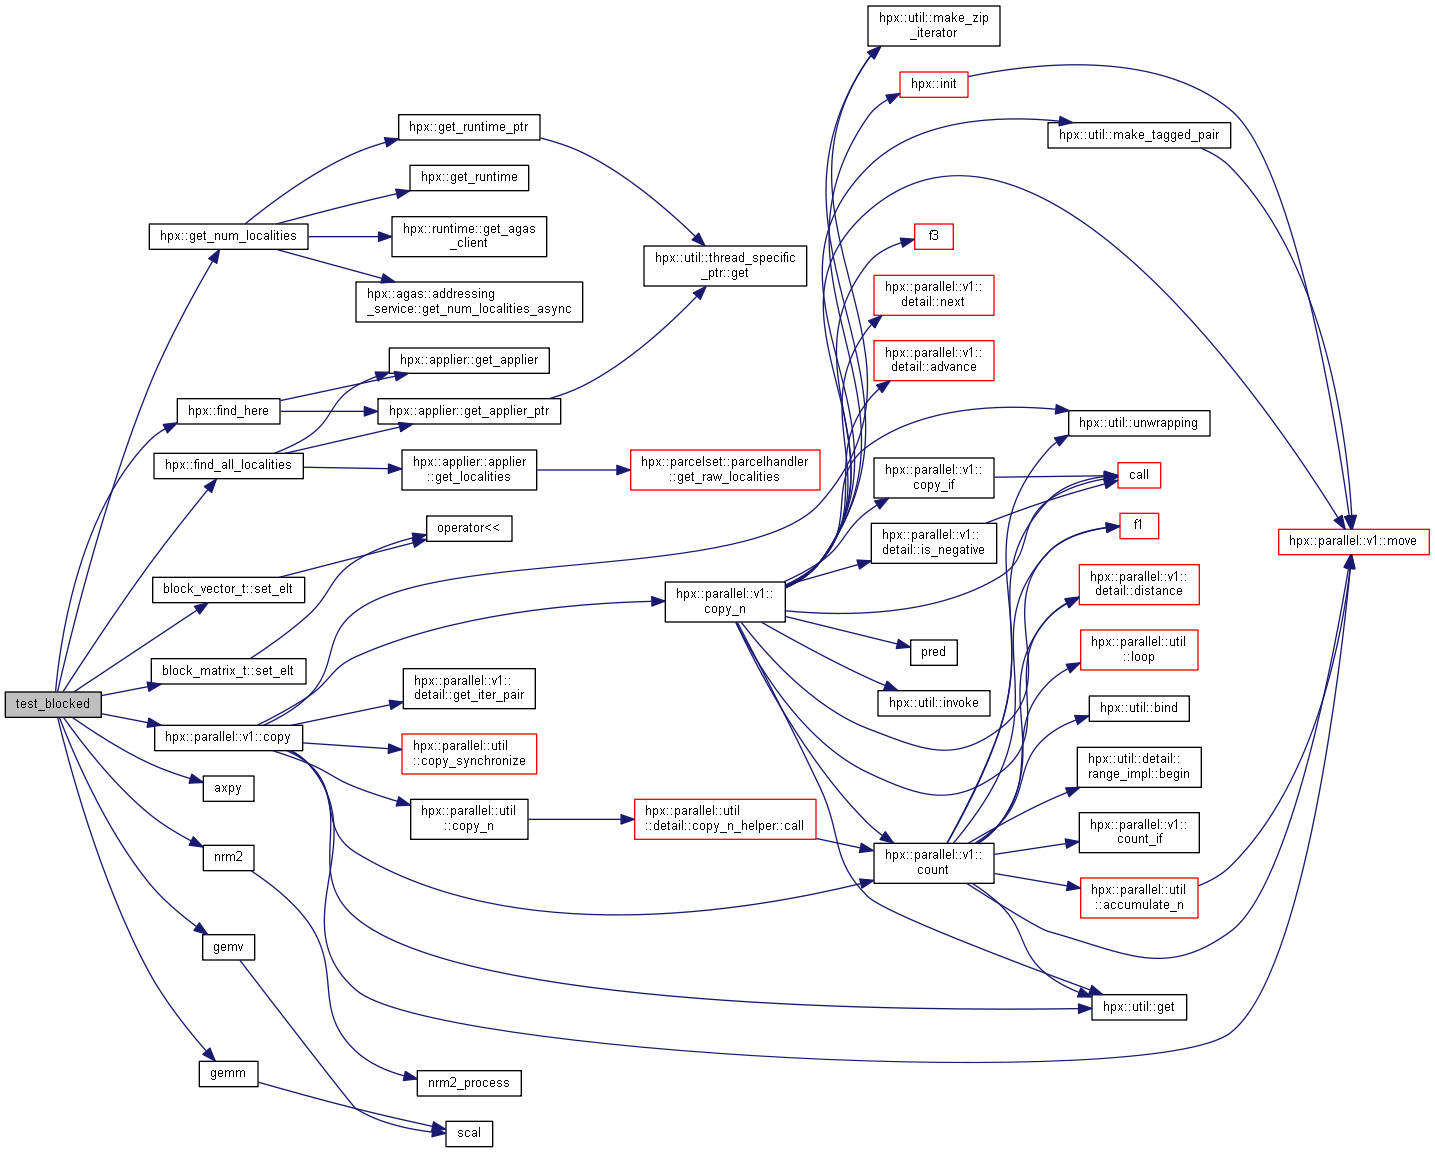 test_blocked
hpx::get_num_localities
hpx::find_here
hpx::find_all_localities
block_vector_t::set_elt
block_matrix_t::set_elt
hpx::parallel::v1::copy
axpy
nrm2
gemv
gemm
hpx::get_runtime_ptr
hpx::get_runtime
hpx::runtime::get_agas
_client
hpx::agas::addressing
_service::get_num_localities_async
hpx::applier::get_applier
hpx::applier::get_applier_ptr
hpx::applier::applier
::get_localities
operator<<
hpx::parallel::v1::
detail::get_iter_pair
hpx::parallel::util
::copy_synchronize
hpx::parallel::util
::copy_n
nrm2_process
scal
hpx::util::thread_specific
_ptr::get
hpx::parcelset::parcelhandler
::get_raw_localities
hpx::parallel::v1::
copy_n
hpx::parallel::util
::detail::copy_n_helper::call
hpx::util::make_zip
_iterator
hpx::init
f3
hpx::parallel::v1::
detail::next
hpx::parallel::v1::
detail::advance
hpx::parallel::v1::
copy_if
hpx::parallel::v1::
detail::is_negative
pred
hpx::util::invoke
hpx::parallel::v1::
count
hpx::util::make_tagged_pair
hpx::util::unwrapping
call
f1
hpx::parallel::v1::
detail::distance
hpx::parallel::util
::loop
hpx::util::bind
hpx::util::detail::
range_impl::begin
hpx::parallel::v1::
count_if
hpx::parallel::util
::accumulate_n
hpx::util::get
hpx::parallel::v1::move